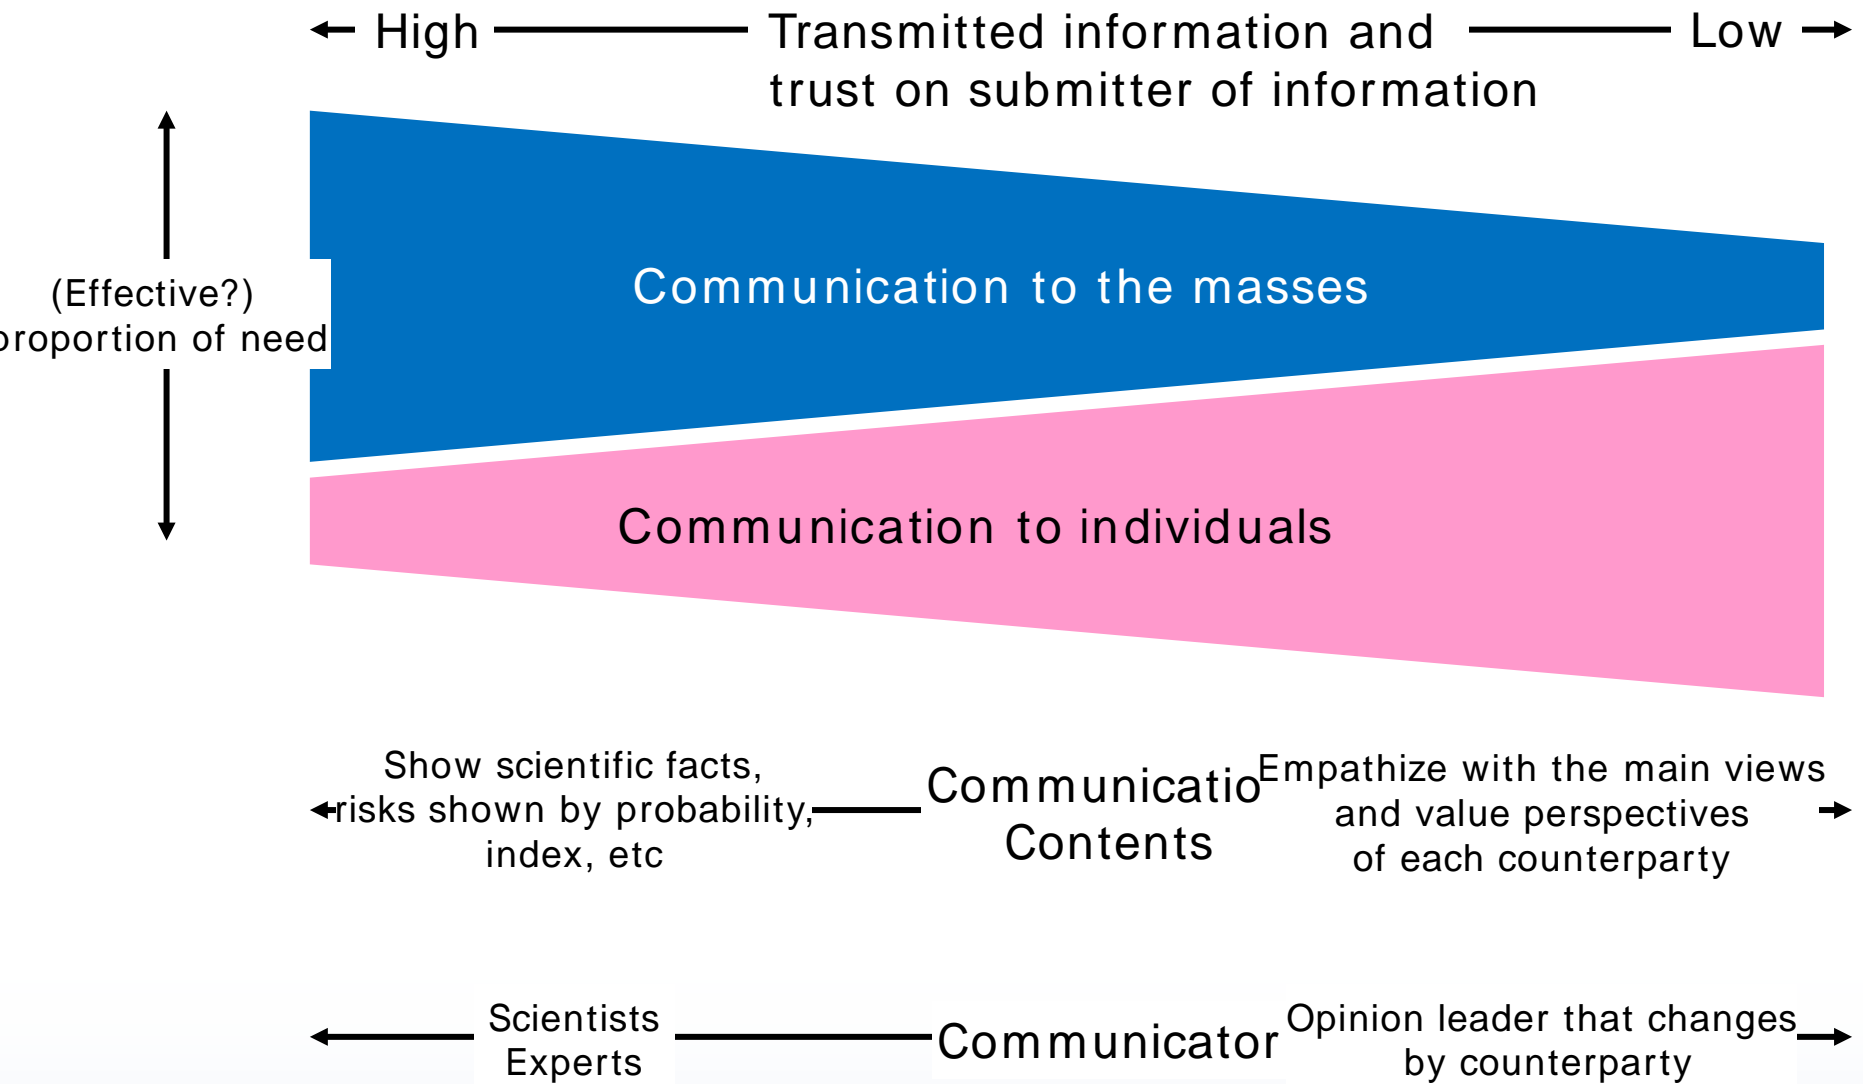 High
Transmitted information and
trust on submitter of information
Low
(Effective?)
proportion of need
Communication to the masses
Communication to individuals
Show scientific facts,
risks shown by probability,
index, etc
Communicatio
Contents
Empathize with the main views
and value perspectives
of each counterparty
Scientists
Experts
Communicator
Opinion leader that changes
by counterparty